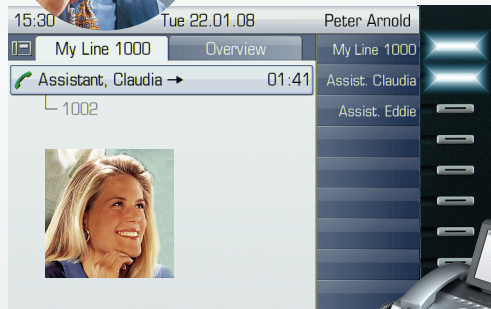 15:30 Tue 22.01.08 Peter Arnold
My Line 1000 Overview My Line 1000
Assistant, Claudia → 01:41 Assist. Claudia
1002 Assist. Eddie